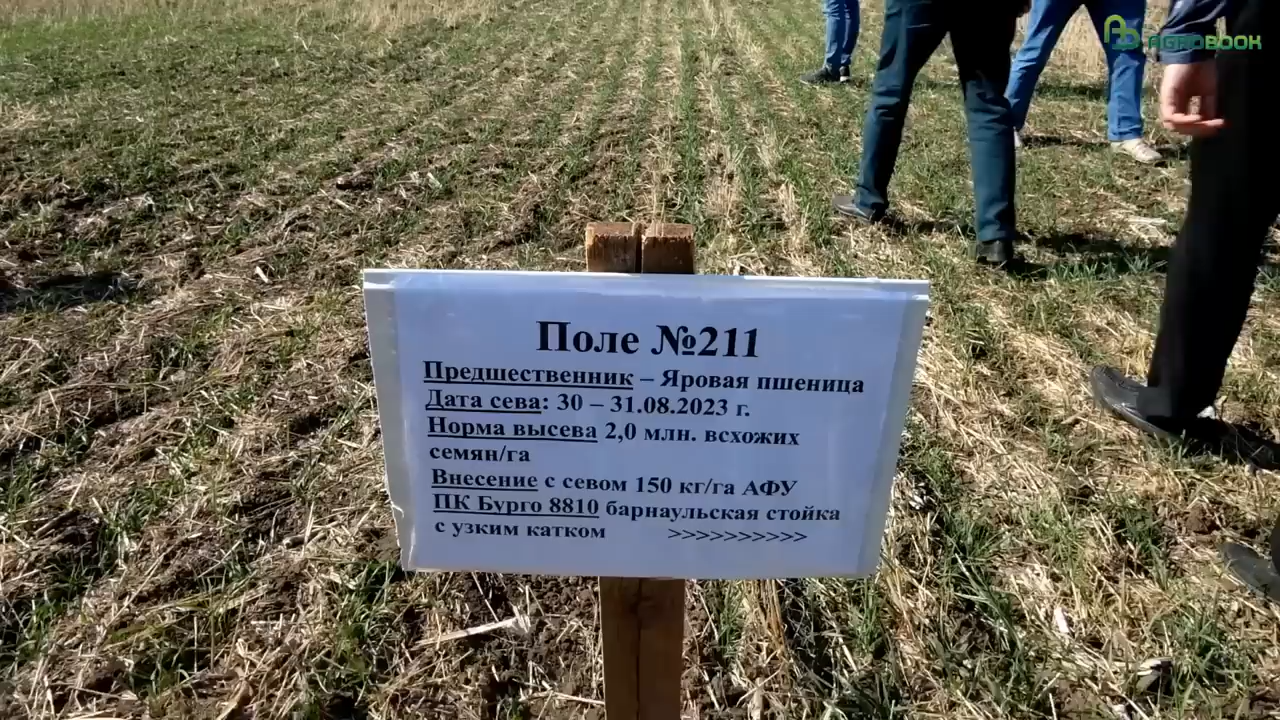 AGROBOOK
Поле №211
Предшественник – Яровая пшеница
Дата сева: 30 – 31.08.2023 г.
Норма высева 2,0 млн. всхожих
семян/га
Внесение с севом 150 кг/га АФУ
ПК Бурго 8810 барнаульская стойка
с узким катком >>>>>>>>>>